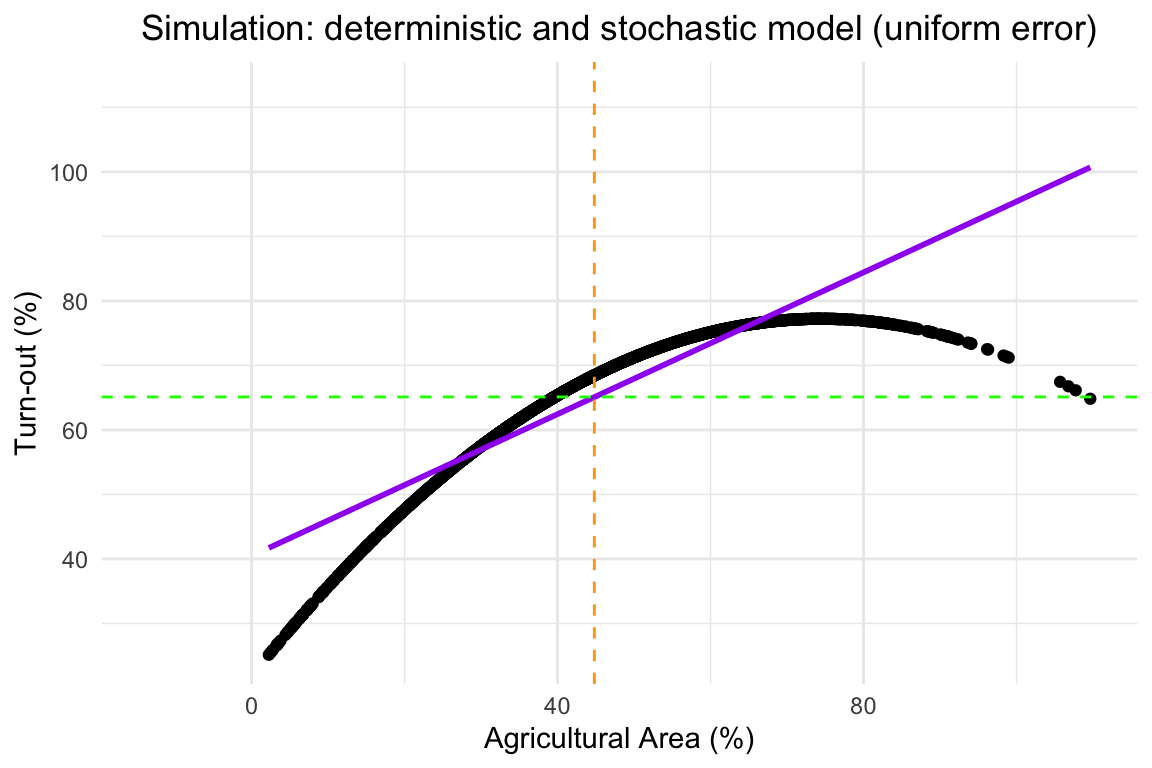 Simulation: deterministic and stochastic model (uniform error)
Turn-out (%)
100
80
60
40
0 40 80
Agricultural Area (%)